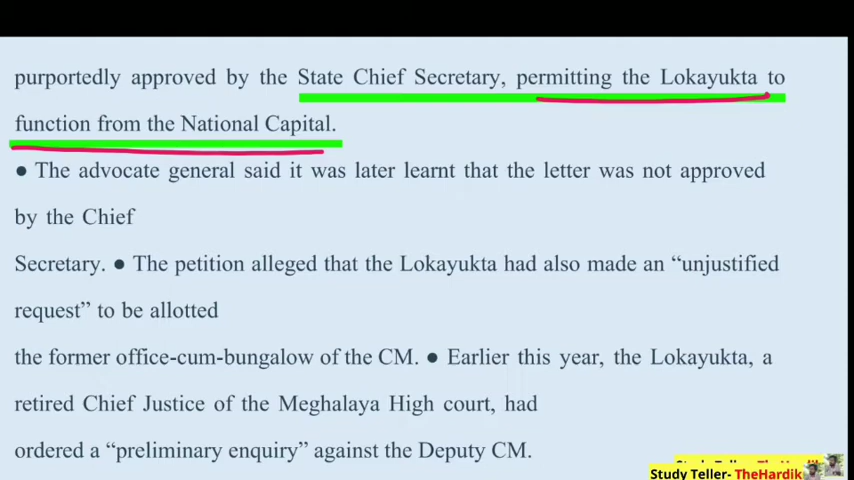 purportedly approved by the State Chief Secretary, permitting the Lokayukta to
function from the National Capital.
● The advocate general said it was later learnt that the letter was not approved
by the Chief
Secretary. ● The petition alleged that the Lokayukta had also made an “unjustified
request” to be allotted
the former office-cum-bungalow of the CM. ● Earlier this year, the Lokayukta, a
retired Chief Justice of the Meghalaya High court, had
ordered a “preliminary enquiry” against the Deputy CM.
Study Teller- TheHardik